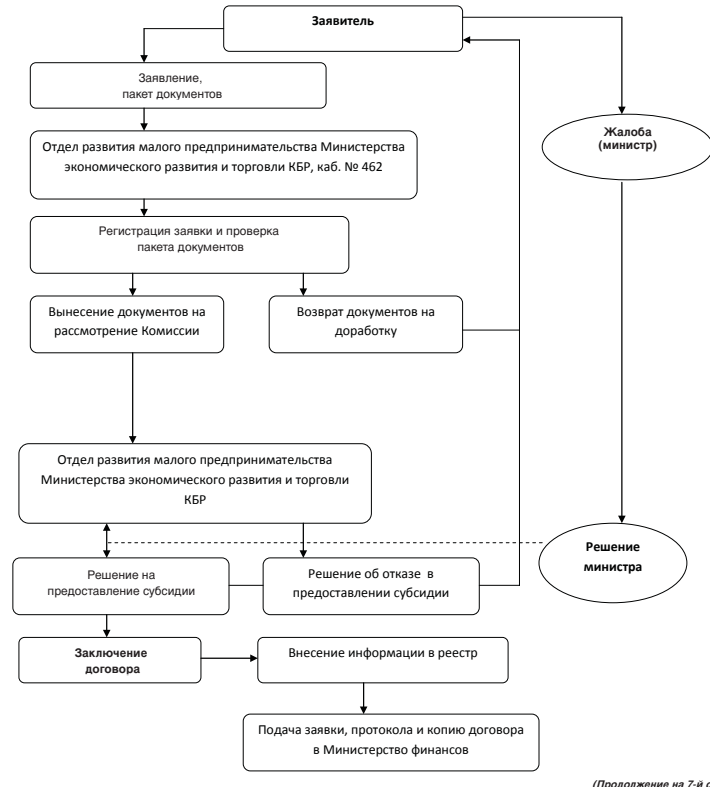 Заявитель
Заявление,
пакет документов
Отдел развития малого предпринимательства Министерства
экономического развития и торговли КБР, каб. № 462
Жалоба
(министр)
Регистрация заявки и проверка
пакета документов
Вынесение документов на
рассмотрение Комиссии
Возврат документов на
доработку
Отдел развития малого предпринимательства
Министерства экономического развития и торговли
КБР
Решение
министра
Решение на
предоставление субсидии
Решение об отказе в
предоставлении субсидии
Заключение
договора
Внесение информации в реестр
Подача заявки, протокола и копию договора
в Министерство финансов
(Продолжение на 7-й